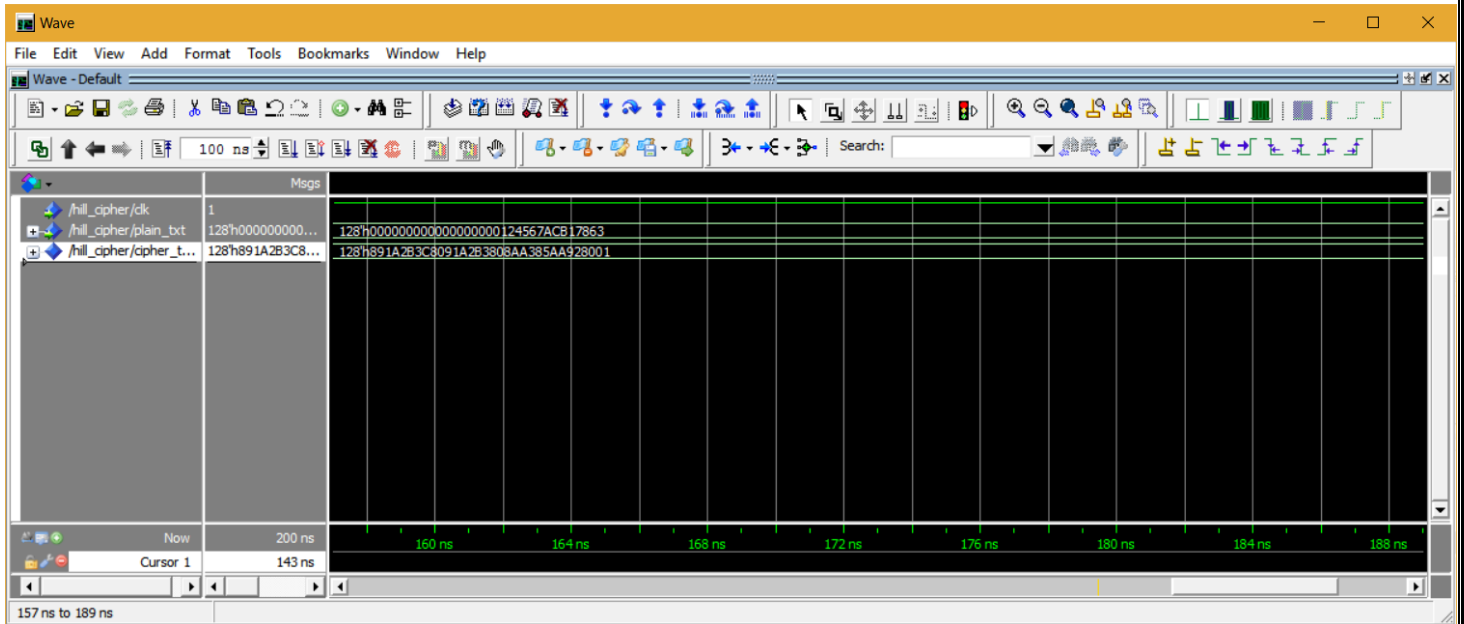 Wave
File Edit View Add Format Tools Bookmarks Window Help
Wave - Default
100 ns Search:
Msgs
/hill_cipher/clk 1
/hill_cipher/plain_txt 128'h000000000... 128'h00000000000000000000124567ACB17863
/hill_cipher/cipher_t... 128'h891A2B3C8... 128'h891A2B3C8091A2B3808AA385AA928001
Now 200 ns 160 ns 164 ns 168 ns 172 ns 176 ns 180 ns 184 ns 188 ns
Cursor 1 143 ns
157 ns to 189 ns